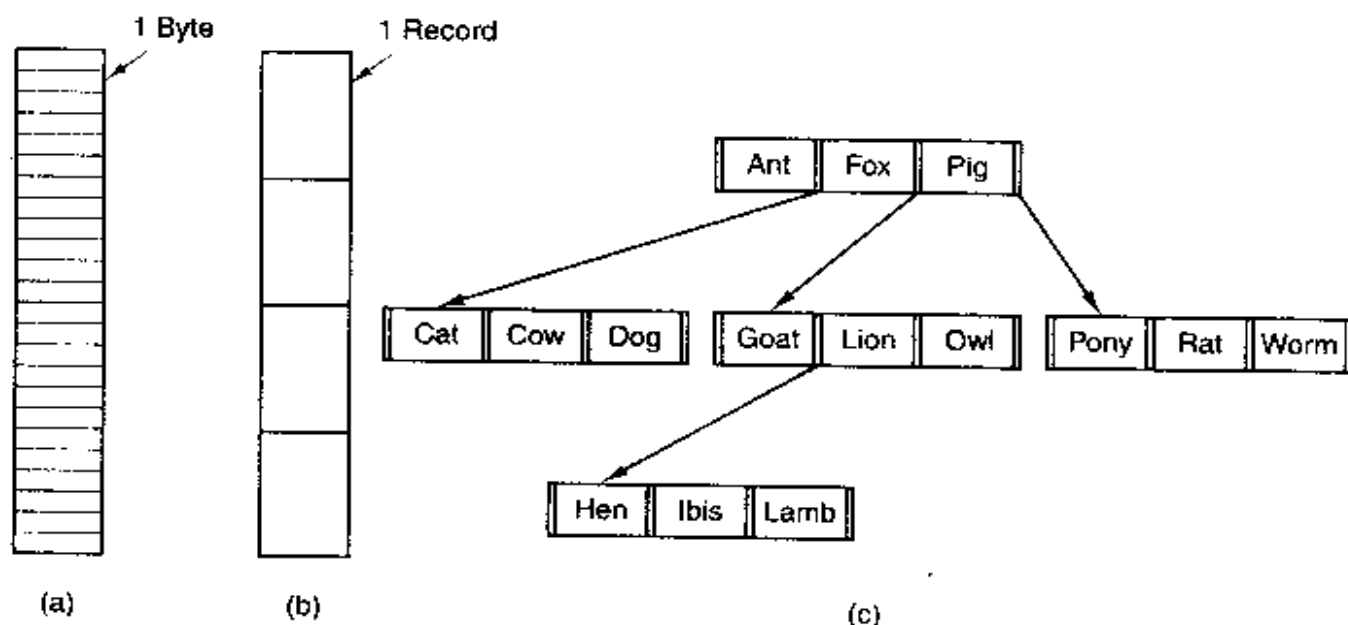 1 Byte
1 Record
Ant Fox Pig
Cat Cow Dog Goat Lion Owl Pony Rat Worm
Hen Ibis Lamb
(a) (b) (c)